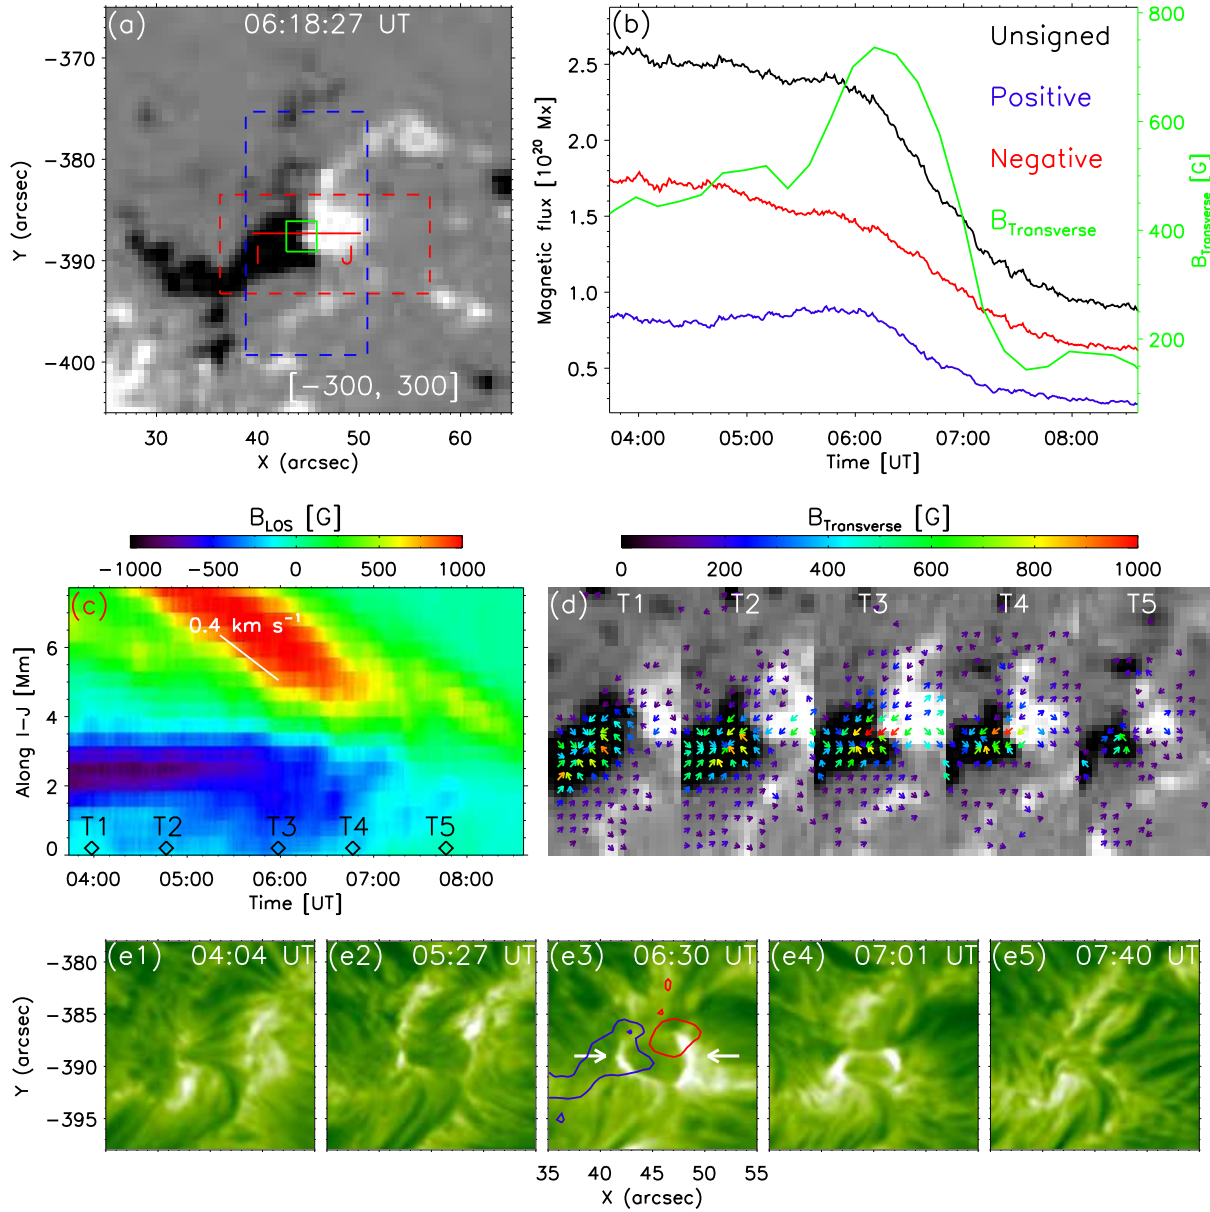 (a) 06:18:27 UT
−370
−380
−390
−400
Y (arcsec)
I J
[−300, 300]
30 40 50 60
X (arcsec)
(b)
Unsigned
Positive
Negative
B_Transverse
2.5
2.0
1.5
1.0
0.5
Magnetic flux [10^20 Mx]
800
600
400
200
B_Transverse [G]
04:00 05:00 06:00 07:00 08:00
Time [UT]
B_LOS [G]
−1000 −500 0 500 1000
(c)
0.4 km s^−1
6
4
2
0
Along I−J [Mm]
T1 T2 T3 T4 T5
04:00 05:00 06:00 07:00 08:00
Time [UT]
B_Transverse [G]
0 200 400 600 800 1000
(d) T1 T2 T3 T4 T5
(e1) 04:04 UT
(e2) 05:27 UT
(e3) 06:30 UT
(e4) 07:01 UT
(e5) 07:40 UT
−380
−385
−390
−395
Y (arcsec)
35 40 45 50 55
X (arcsec)